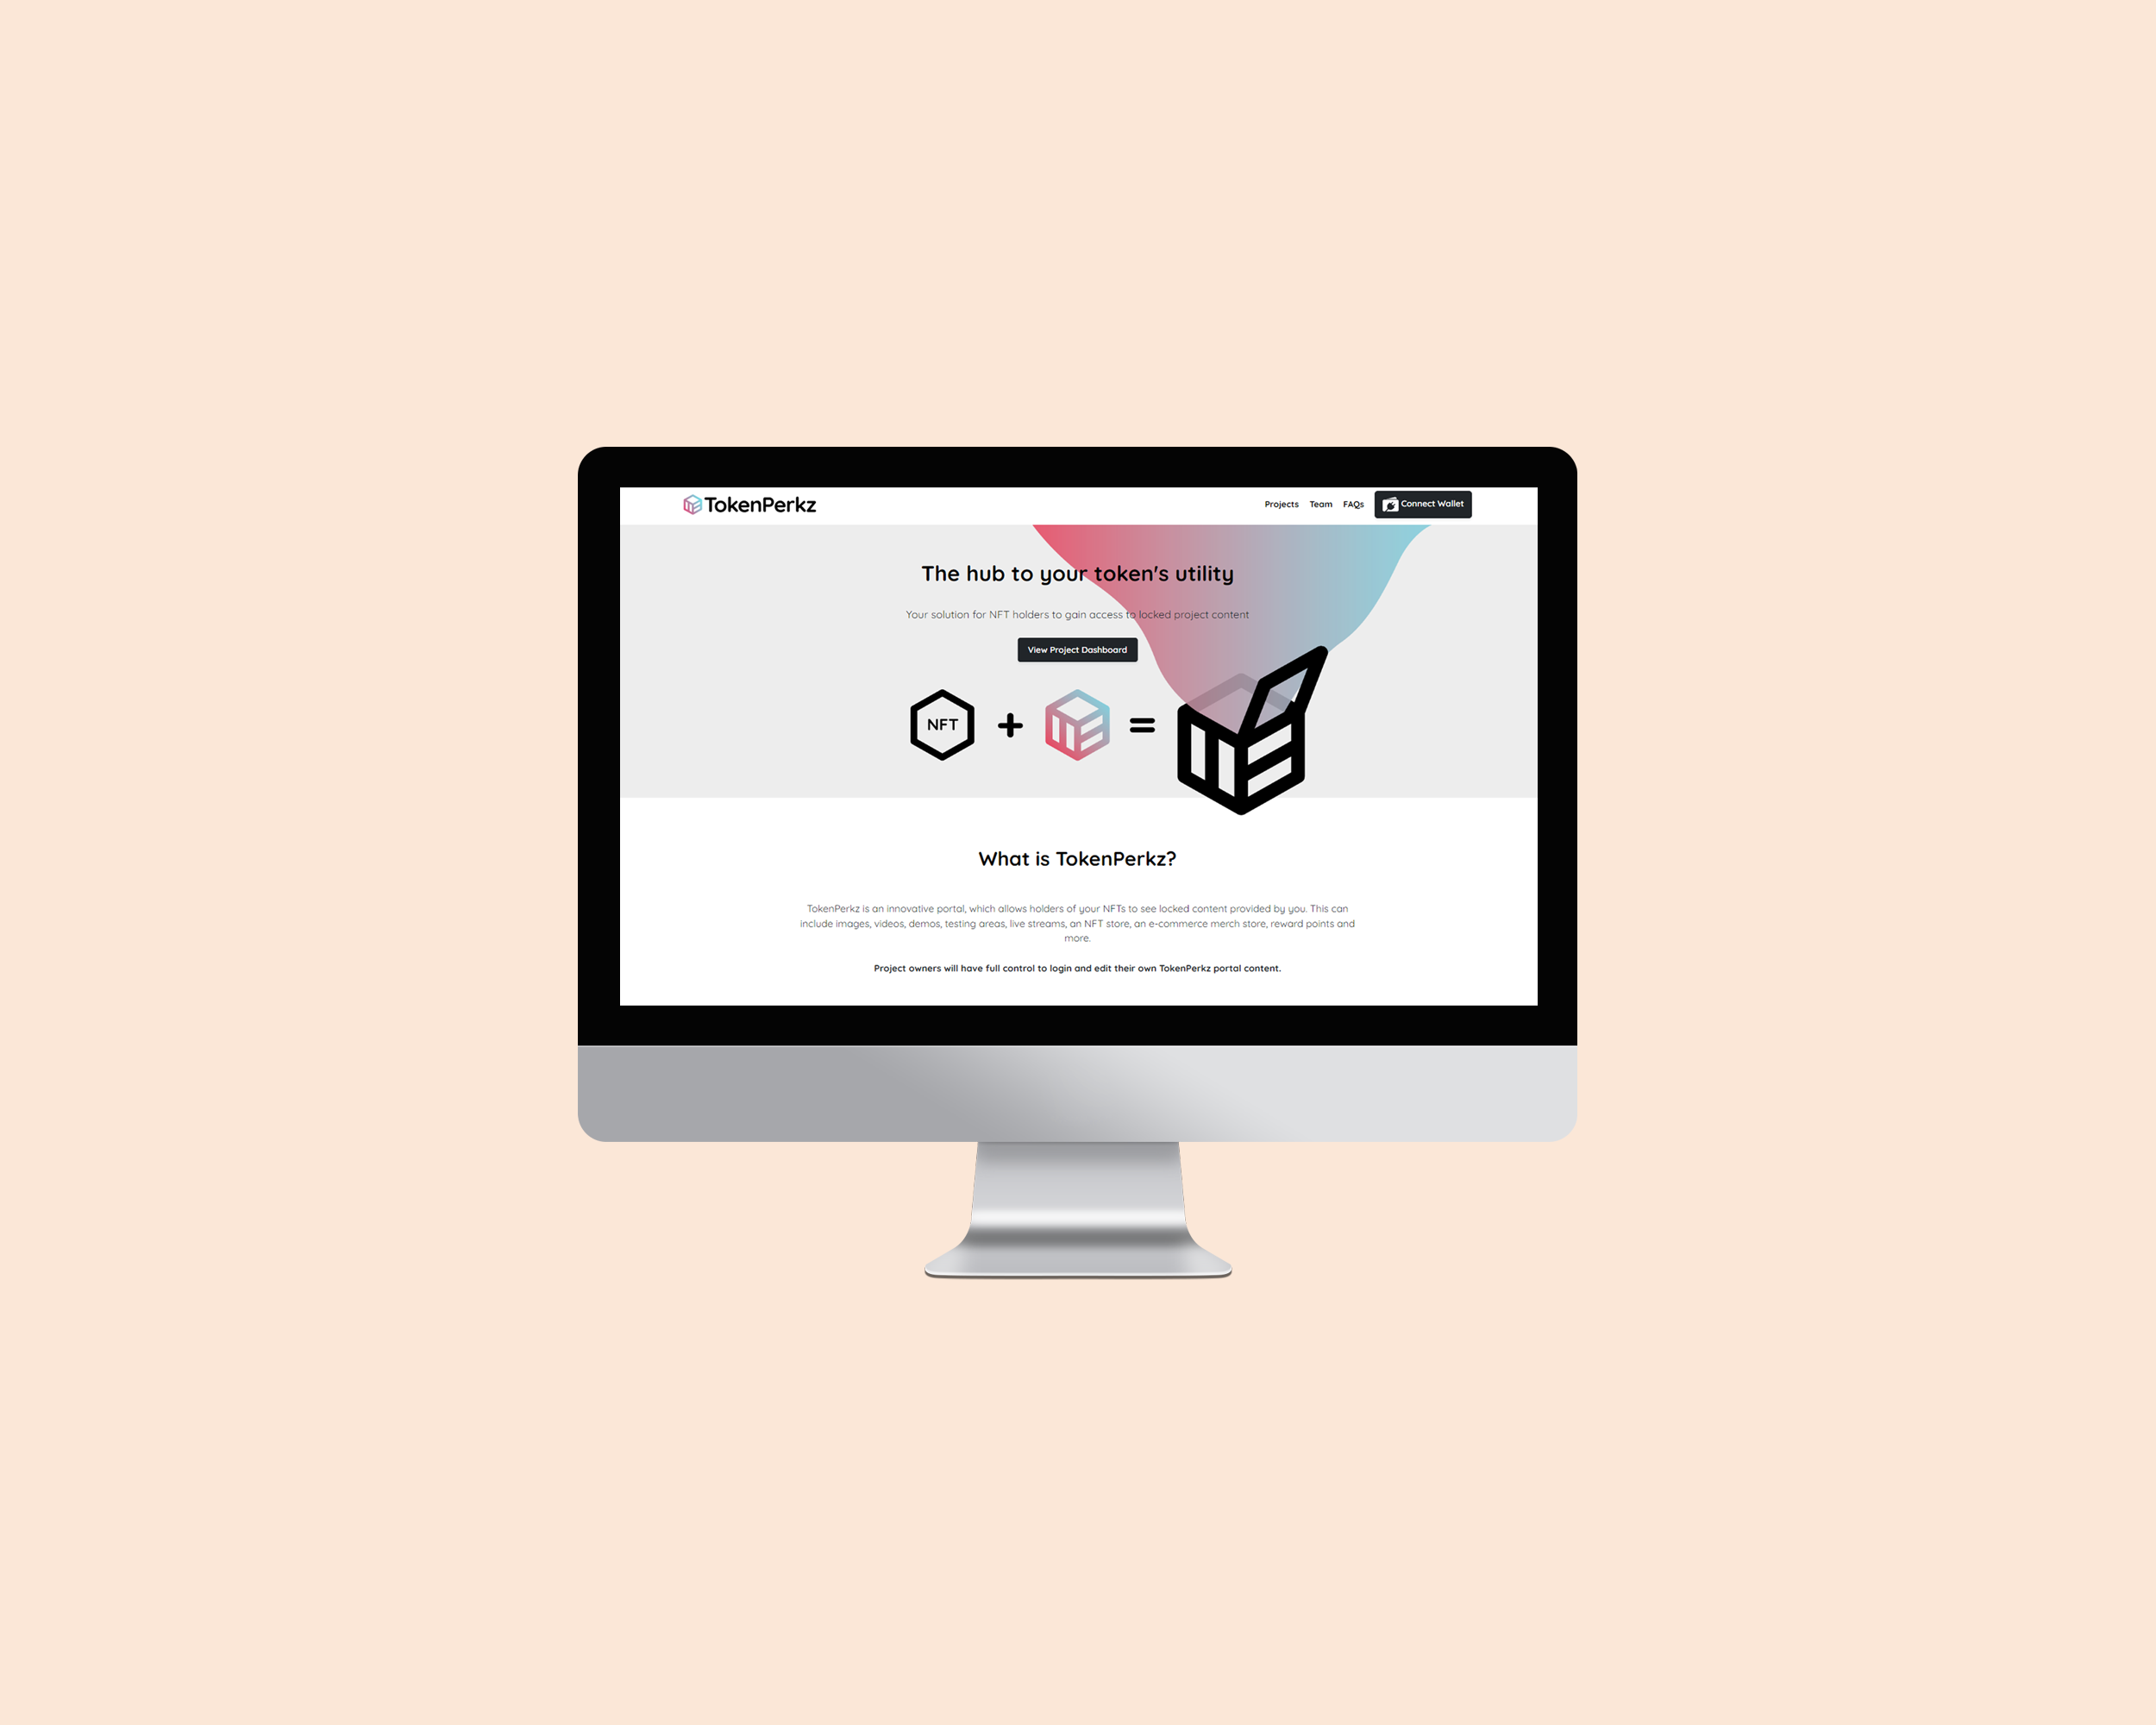 TokenPerkz
Projects Team FAQs Connect Wallet
The hub to your token's utility
Your solution for NFT holders to gain access to locked project content
View Project Dashboard
NFT + =
What is TokenPerkz?
TokenPerkz is an innovative portal, which allows holders of your NFTs to see locked content provided by you. This can
include images, videos, demos, testing areas, live streams, an NFT store, an e-commerce merch store, reward points and
more.
Project owners will have full control to login and edit their own TokenPerkz portal content.